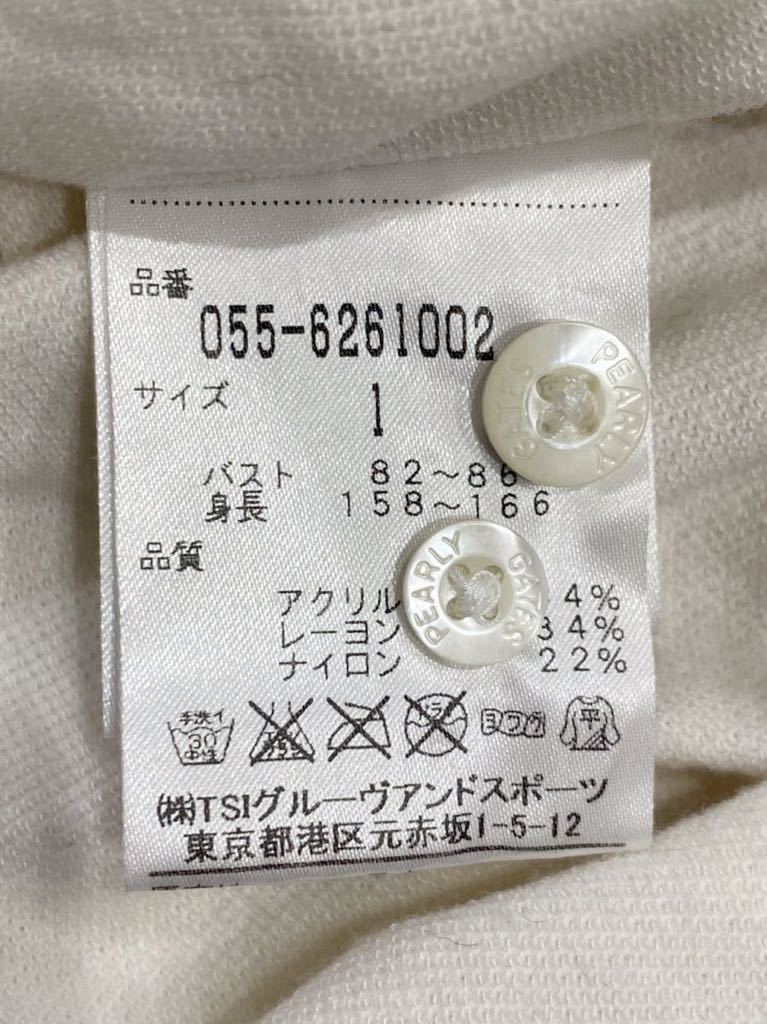 品番
055-6261002
サイズ 1
バスト 82~86
身長 158~166
品質
アクリル 4%
レーヨン 34%
ナイロン 22%
手洗イ
30
中性
ヨワク
平
㈱TSIグルーヴアンドスポーツ
東京都港区元赤坂1-5-12
PEARLY GATES
PEARLY GATES